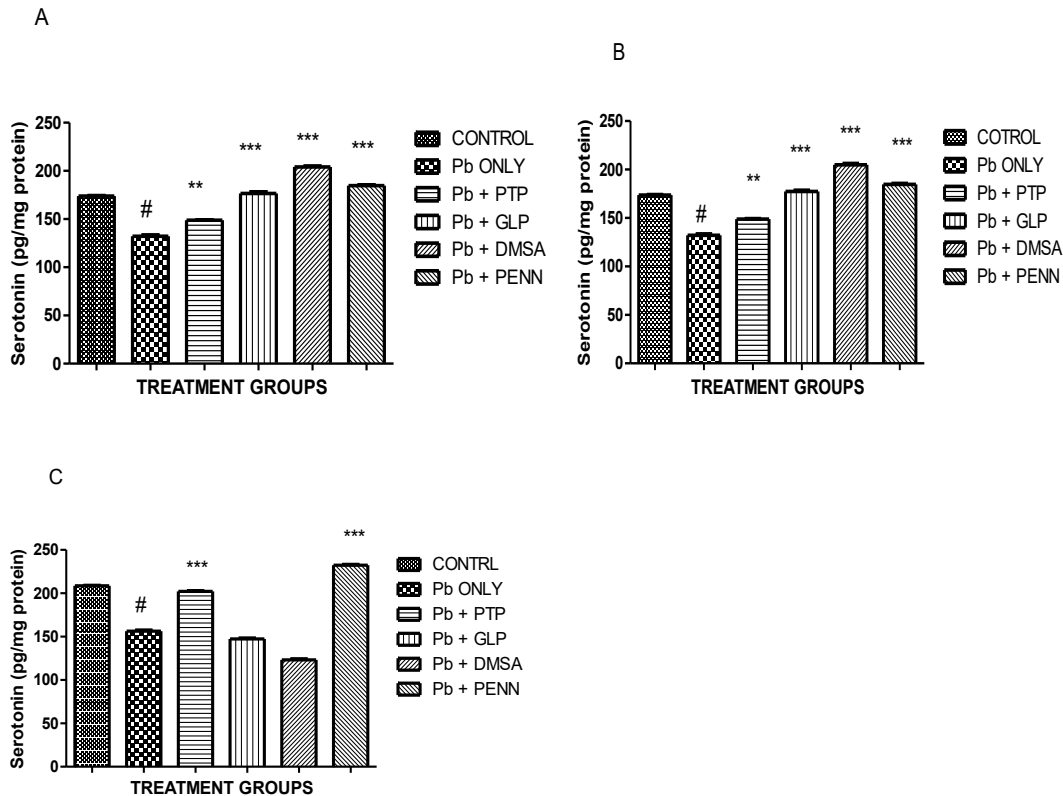 A
Serotonin (pg/mg protein)
250
200
150
100
50
0
#
**
***
***
***
TREATMENT GROUPS
CONTROL
Pb ONLY
Pb + PTP
Pb + GLP
Pb + DMSA
Pb + PENN
B
Serotonin (pg/mg protein)
250
200
150
100
50
0
#
**
***
***
***
TREATMENT GROUPS
COTROL
Pb ONLY
Pb + PTP
Pb + GLP
Pb + DMSA
Pb + PENN
C
Serotonin (pg/mg protein)
250
200
150
100
50
0
#
***
***
TREATMENT GROUPS
CONTRL
Pb ONLY
Pb + PTP
Pb + GLP
Pb + DMSA
Pb + PENN